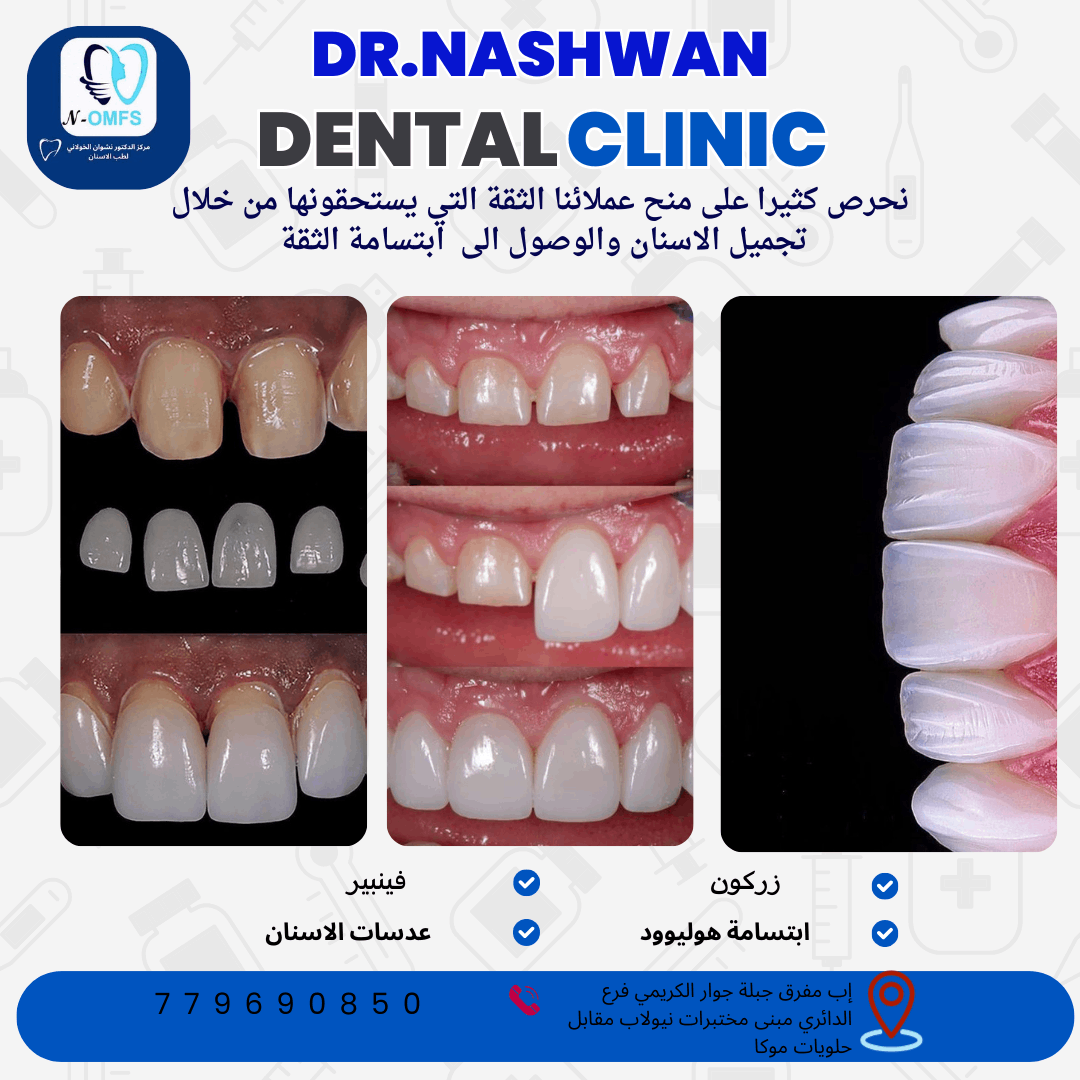 N-OMFS
مركز الدكتور نشوان الخولاني
لطب الاسنان
DR.NASHWAN
DENTAL CLINIC
نحرص كثيرا على منح عملائنا الثقة التي يستحقونها من خلال
تجميل الاسنان والوصول الى ابتسامة الثقة
زركون
فينبير
ابتسامة هوليوود
عدسات الاسنان
إب مفرق جبلة جوار الكريمي فرع
الدائري مبنى مختبرات نيولاب مقابل
حلويات موكا
779690850